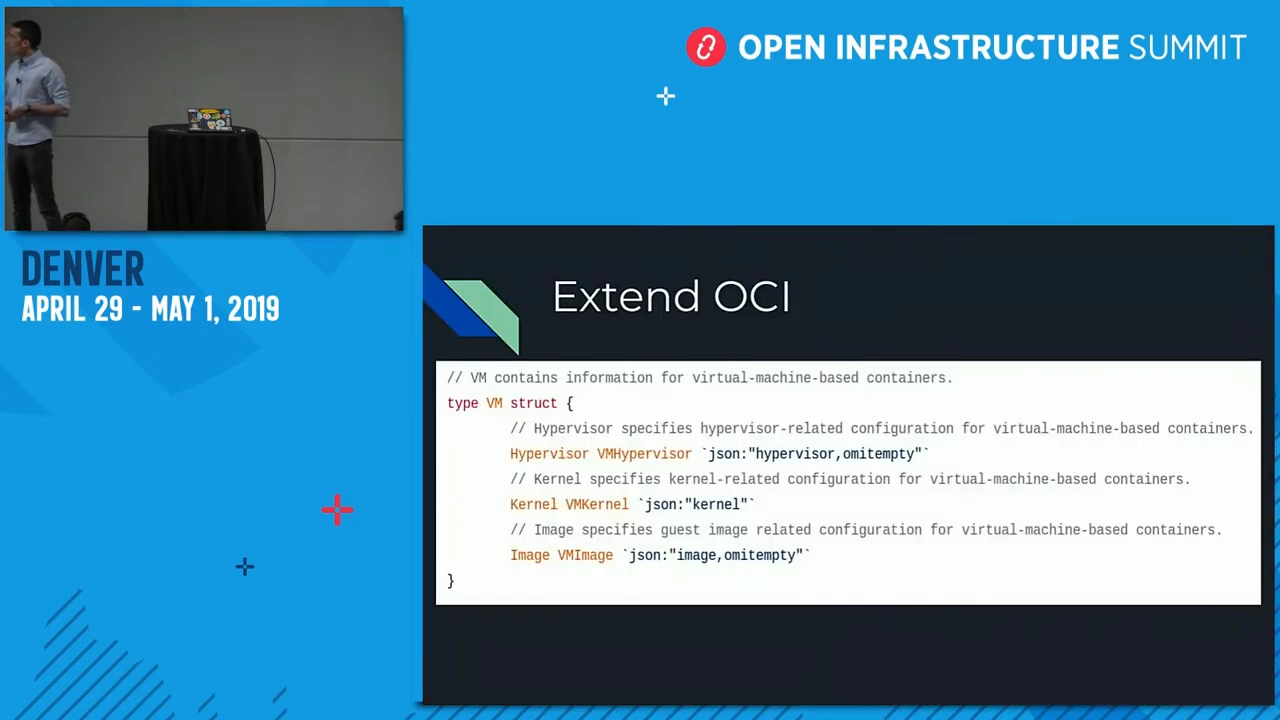 OPEN INFRASTRUCTURE SUMMIT
DENVER
APRIL 29 - MAY 1, 2019
Extend OCI
// VM contains information for virtual-machine-based containers.
type VM struct {
// Hypervisor specifies hypervisor-related configuration for virtual-machine-based containers.
Hypervisor VMHypervisor `json:"hypervisor,omitempty"`
// Kernel specifies kernel-related configuration for virtual-machine-based containers.
Kernel VMKernel `json:"kernel"`
// Image specifies guest image related configuration for virtual-machine-based containers.
Image VMImage `json:"image,omitempty"`
}